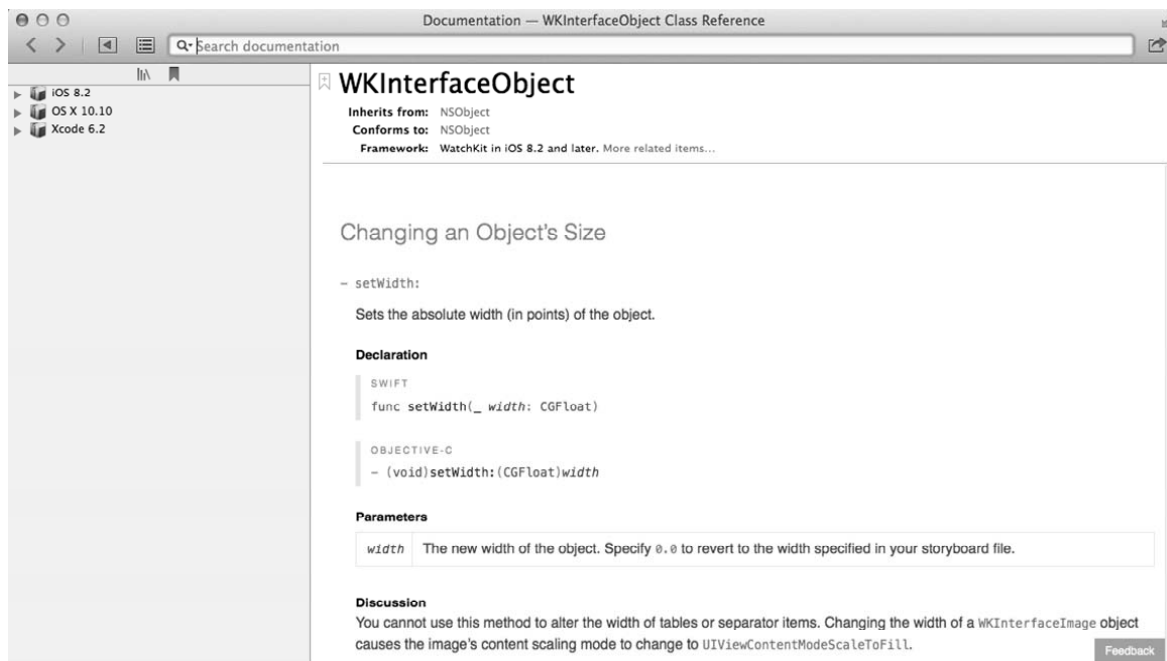 Documentation — WKInterfaceObject Class Reference
Search documentation
iOS 8.2
OS X 10.10
Xcode 6.2
WKInterfaceObject
Inherits from: NSObject
Conforms to: NSObject
Framework: WatchKit in iOS 8.2 and later. More related items...
Changing an Object's Size
– setWidth:
Sets the absolute width (in points) of the object.
Declaration
SWIFT
func setWidth(_ width: CGFloat)
OBJECTIVE-C
– (void)setWidth:(CGFloat)width
Parameters
width The new width of the object. Specify 0.0 to revert to the width specified in your storyboard file.
Discussion
You cannot use this method to alter the width of tables or separator items. Changing the width of a WKInterfaceImage object
causes the image's content scaling mode to change to UIViewContentModeScaleToFill.
Feedback